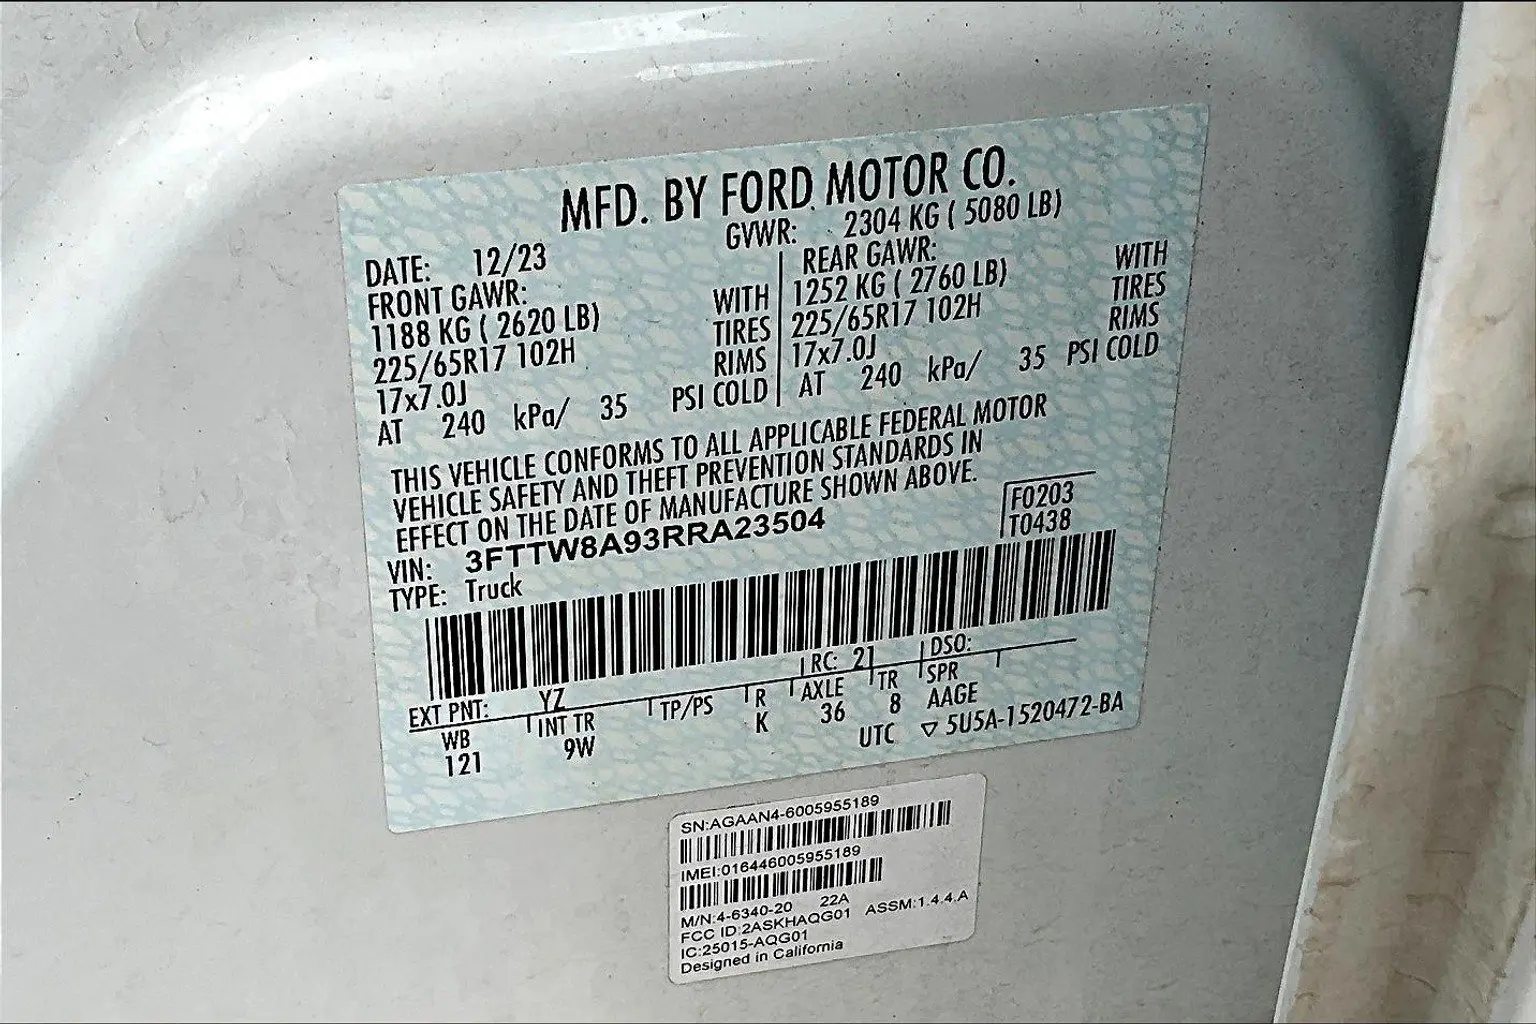 MFD. BY FORD MOTOR CO.
DATE: 12/23 GVWR: 2304 KG ( 5080 LB)
FRONT GAWR: REAR GAWR:
1188 KG ( 2620 LB) WITH 1252 KG ( 2760 LB) WITH
225/65R17 102H TIRES 225/65R17 102H TIRES
17x7.0J RIMS 17x7.0J RIMS
AT 240 kPa/ 35 PSI COLD AT 240 kPa/ 35 PSI COLD
THIS VEHICLE CONFORMS TO ALL APPLICABLE FEDERAL MOTOR
VEHICLE SAFETY AND THEFT PREVENTION STANDARDS IN
EFFECT ON THE DATE OF MANUFACTURE SHOWN ABOVE.
VIN: 3FTTW8A93RRA23504 F0203
TYPE: Truck T0438
EXT PNT: YZ RC: 21 DSO:
WB INT TR TP/PS R AXLE TR SPR
121 9W K 36 8 AAGE
UTC ▽ 5U5A-1520472-BA
SN:AGAAN4-6005955189
IMEI:016446005955189
M/N:4-6340-20 22A
FCC ID:2ASKHAQG01 ASSM:1.4.4.A
IC:25015-AQG01
Designed in California